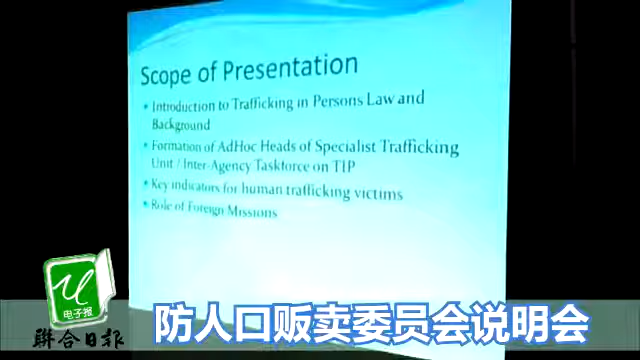 Scope of Presentation
• Introduction to Trafficking in Persons Law and
Background
• Formation of AdHoc Heads of Specialist Trafficking
Unit / Inter-Agency Taskforce on TIP
• Key indicators for human trafficking victims
• Role of Foreign Missions
u
电子报
聯合日報
防人口贩卖委员会说明会